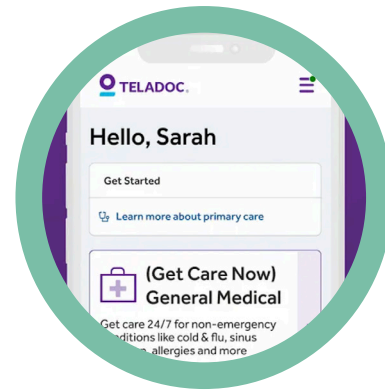 TELADOC.
Hello, Sarah
Get Started
Learn more about primary care
(Get Care Now)
General Medical
Get care 24/7 for non-emergency
conditions like cold & flu, sinus
allergies and more